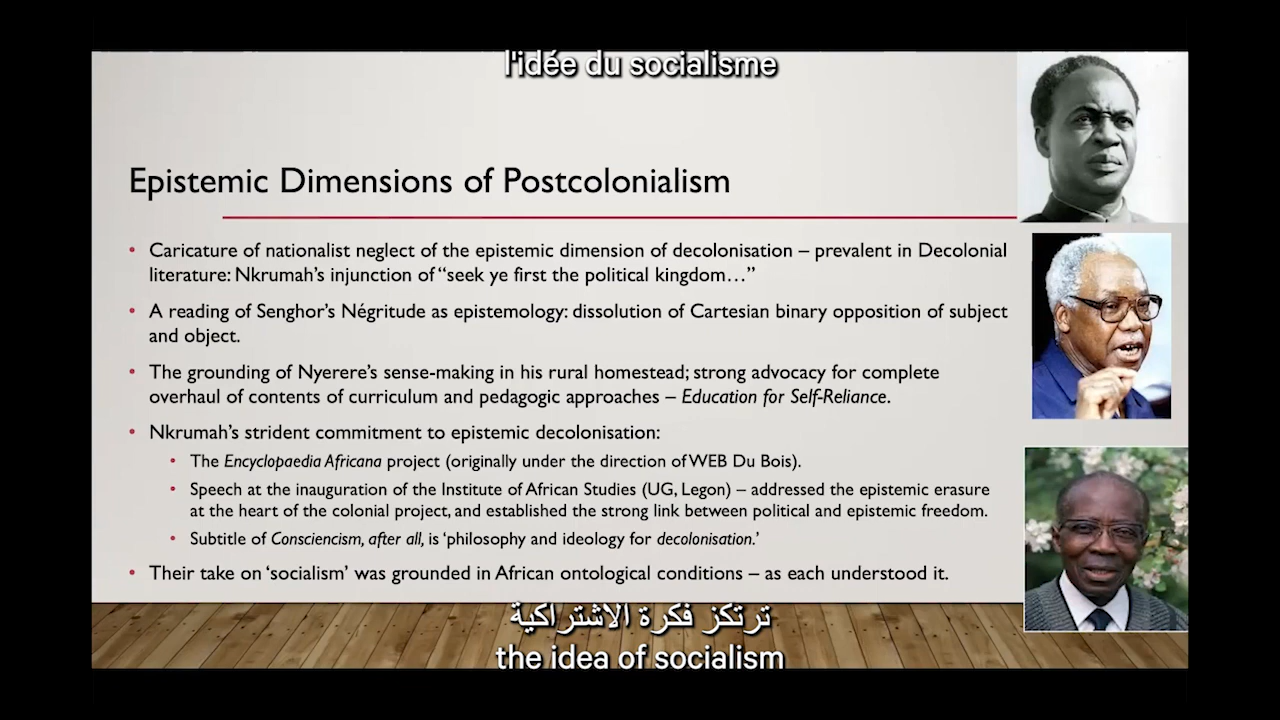 l'idée du socialisme
Epistemic Dimensions of Postcolonialism
• Caricature of nationalist neglect of the epistemic dimension of decolonisation – prevalent in Decolonial
literature: Nkrumah's injunction of “seek ye first the political kingdom…”
• A reading of Senghor's Négritude as epistemology: dissolution of Cartesian binary opposition of subject
and object.
• The grounding of Nyerere's sense-making in his rural homestead; strong advocacy for complete
overhaul of contents of curriculum and pedagogic approaches – Education for Self-Reliance.
• Nkrumah's strident commitment to epistemic decolonisation:
• The Encyclopaedia Africana project (originally under the direction of WEB Du Bois).
• Speech at the inauguration of the Institute of African Studies (UG, Legon) – addressed the epistemic erasure
at the heart of the colonial project, and established the strong link between political and epistemic freedom.
• Subtitle of Consciencism, after all, is ‘philosophy and ideology for decolonisation.’
• Their take on ‘socialism’ was grounded in African ontological conditions – as each understood it.
ترتكز فكرة الاشتراكية
the idea of socialism